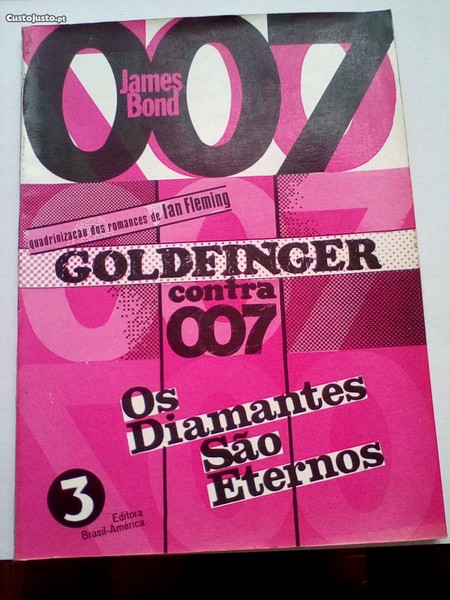 CustoJusto.pt
007
James
Bond
quadrinização dos romances de Ian Fleming
GOLDFINGER
contra
007
Os
Diamantes
São
Eternos
3
Editora
Brasil-América